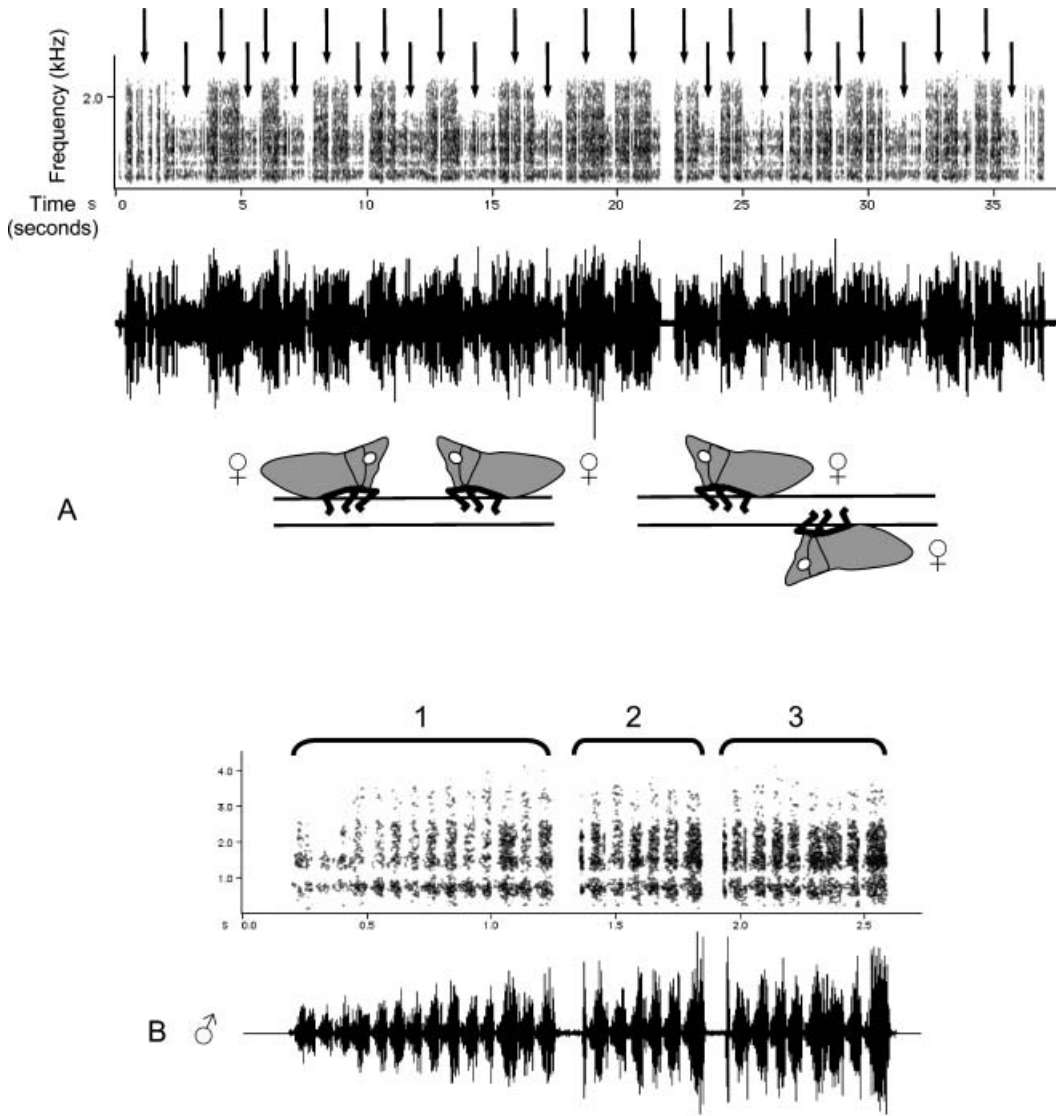 Frequency (kHz)
2.0
Time s 0 5 10 15 20 25 30 35
(seconds)
♀ ♀ ♀
A
♀
1 2 3
4.0
3.0
2.0
1.0
s 0.0 0.5 1.0 1.5 2.0 2.5
B ♂